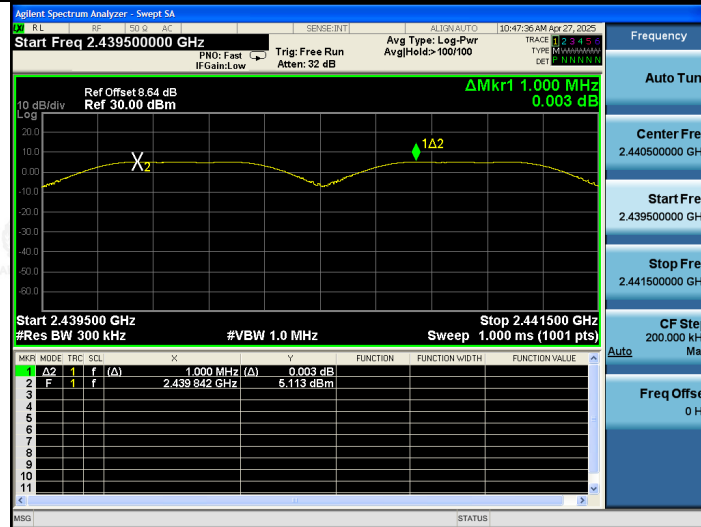 Agilent Spectrum Analyzer - Swept SA
LXI RL RF 50 Ω AC SENSE:INT ALIGNAUTO 10:47:36 AM Apr 27, 2025
Start Freq 2.439500000 GHz
PNO: Fast
IFGain:Low
Trig: Free Run
Atten: 32 dB
Avg Type: Log-Pwr
Avg|Hold:>100/100
TRACE 1 2 3 4 5 6
TYPE M WWWWW
DET P N N N N N
Frequency
Auto Tun
Center Fre
2.440500000 GH
Start Fre
2.439500000 GH
Stop Fre
2.441500000 GH
CF Ste
200.000 kH
Auto Ma
Freq Offse
0 H
ΔMkr1 1.000 MHz
0.003 dB
Ref Offset 8.64 dB
10 dB/div Ref 30.00 dBm
Log
20.0
10.0
0.00
-10.0
-20.0
-30.0
-40.0
-50.0
-60.0
X2
1Δ2
Start 2.439500 GHz Stop 2.441500 GHz
#Res BW 300 kHz #VBW 1.0 MHz Sweep 1.000 ms (1001 pts)
MKR MODE TRC SCL X Y FUNCTION FUNCTION WIDTH FUNCTION VALUE
1 Δ2 1 f (Δ) 1.000 MHz (Δ) 0.003 dB
2 F 1 f 2.439 842 GHz 5.113 dBm
3
4
5
6
7
8
9
10
11
MSG STATUS